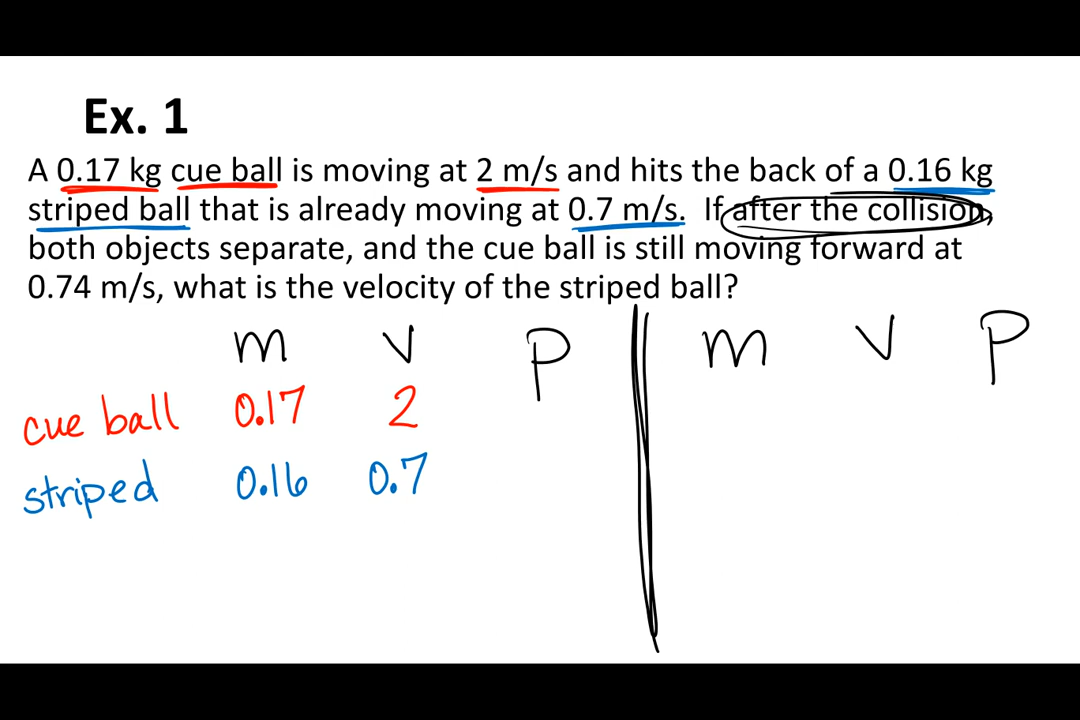 Ex. 1
A 0.17 kg cue ball is moving at 2 m/s and hits the back of a 0.16 kg
striped ball that is already moving at 0.7 m/s. If after the collision,
both objects separate, and the cue ball is still moving forward at
0.74 m/s, what is the velocity of the striped ball?
m v p m v p
cue ball 0.17 2
striped 0.16 0.7